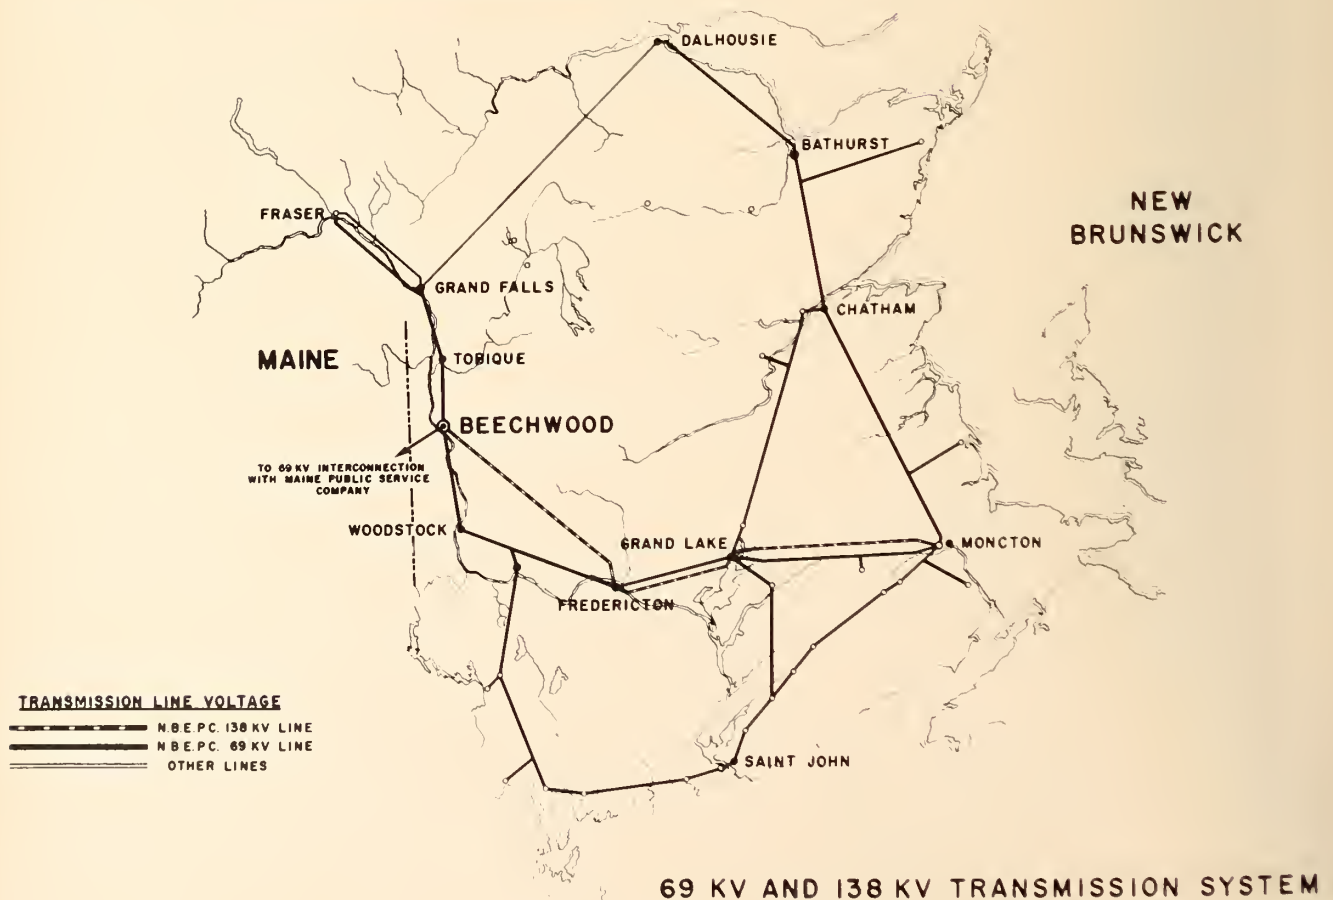 DALHOUSIE
BATHURST
NEW
BRUNSWICK
FRASER
GRAND FALLS
CHATHAM
MAINE
TOBIQUE
BEECHWOOD
TO 69 KV INTERCONNECTION
WITH MAINE PUBLIC SERVICE
COMPANY
WOODSTOCK
GRAND LAKE
MONCTON
FREDERICTON
TRANSMISSION LINE VOLTAGE
N.B.E.P.C. 138 KV LINE
N B E.P.C. 69 KV LINE
OTHER LINES
SAINT JOHN
69 KV AND 138 KV TRANSMISSION SYSTEM